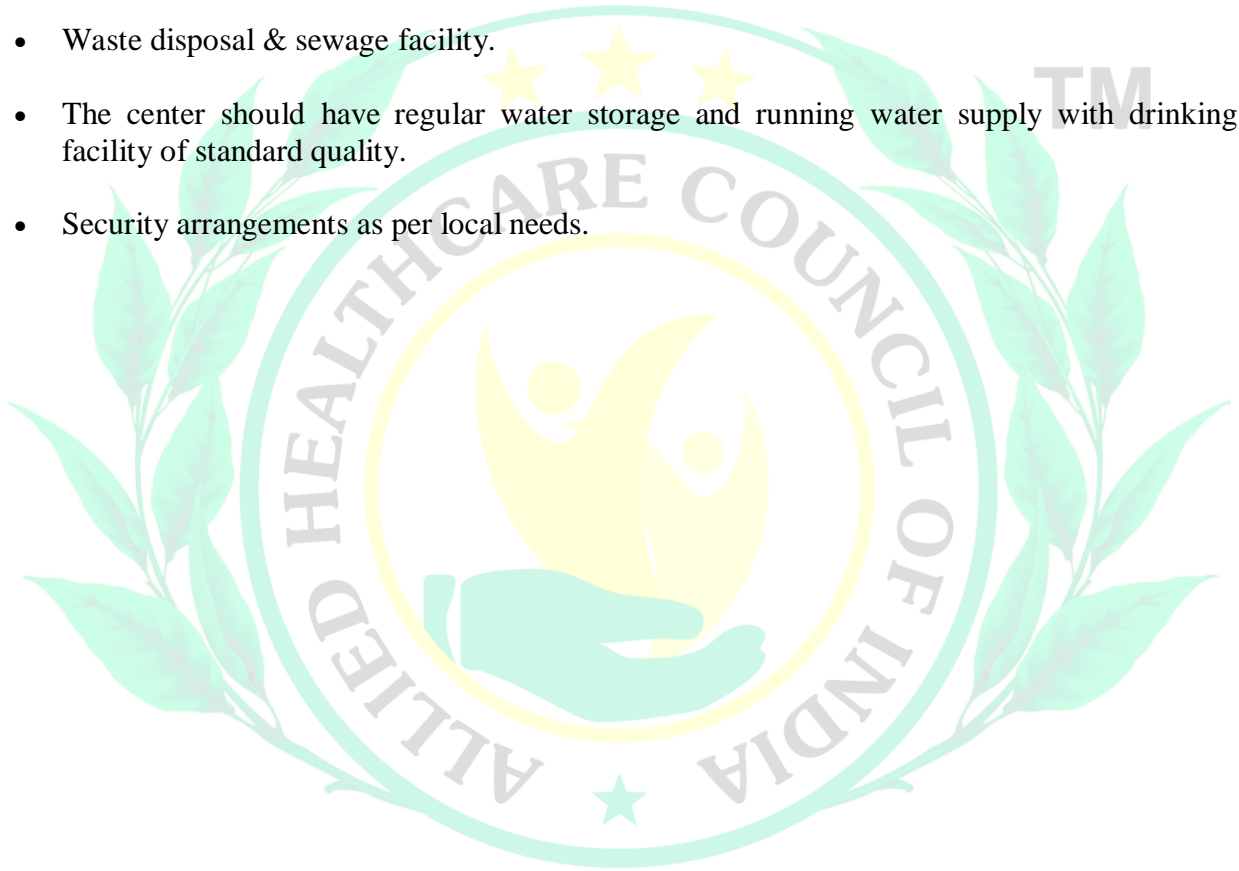 • Waste disposal & sewage facility.
• The center should have regular water storage and running water supply with drinking
facility of standard quality.
• Security arrangements as per local needs.
TM
ALLIED HEALTHCARE COUNCIL OF INDIA